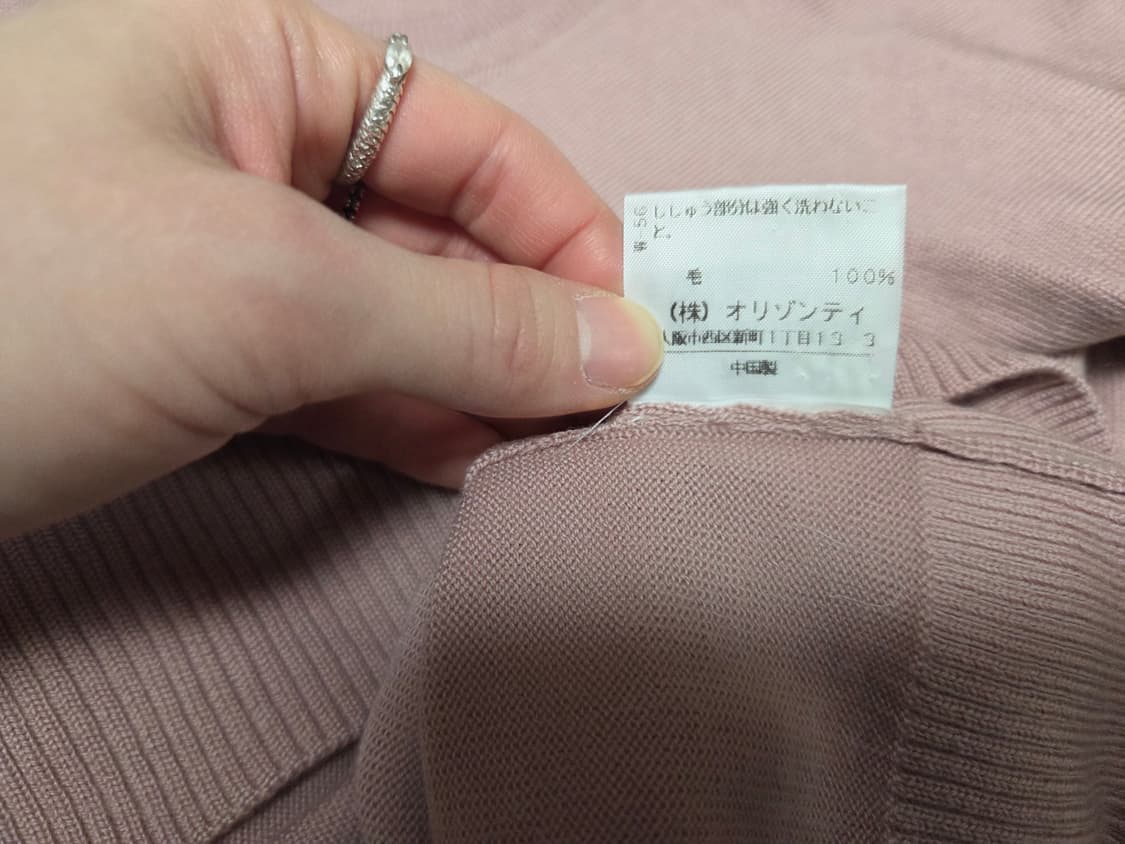 ししゅう部分は強く洗わないこ
と。
-56
毛 100%
(株) オリゾンティ
大阪市西区新町1丁目13 3
中国製